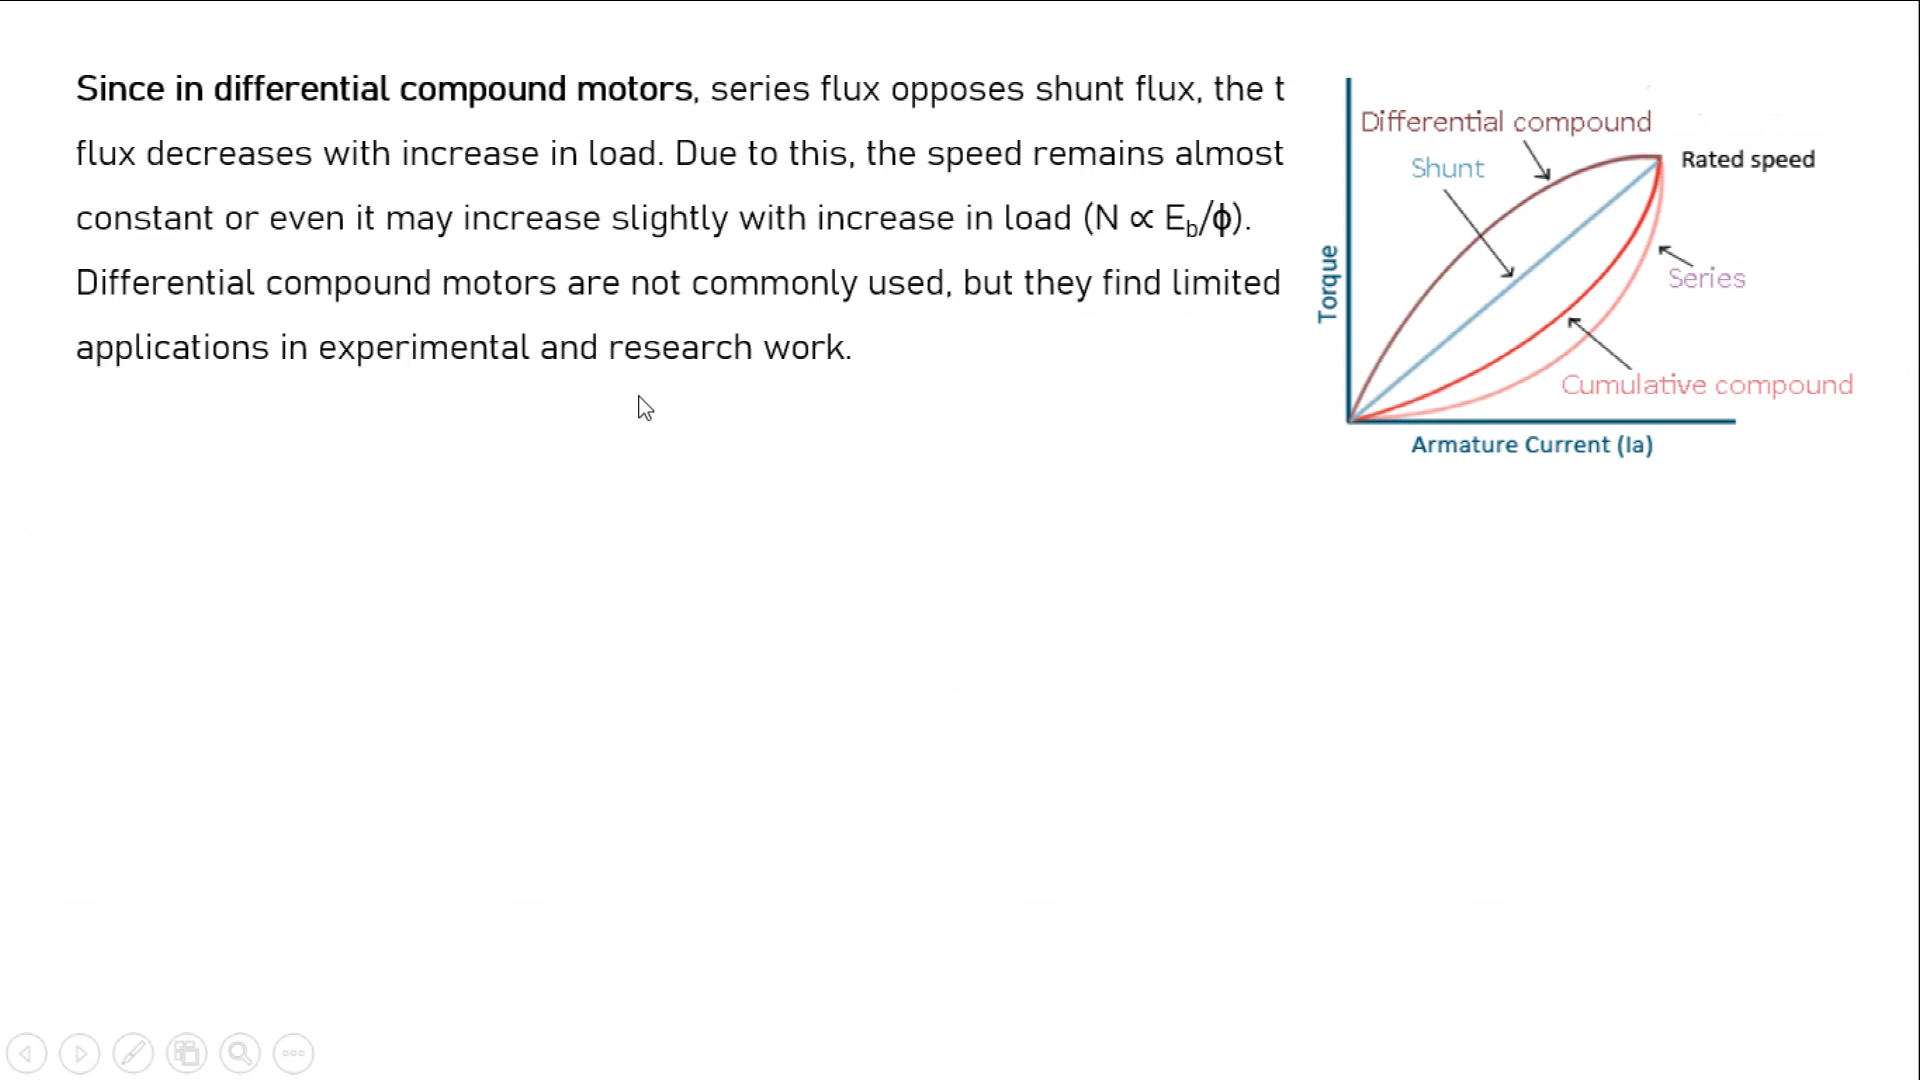 Since in differential compound motors, series flux opposes shunt flux, the t
flux decreases with increase in load. Due to this, the speed remains almost
constant or even it may increase slightly with increase in load (N ∝ Eb/ϕ).
Differential compound motors are not commonly used, but they find limited
applications in experimental and research work.
Differential compound
Shunt
Rated speed
Torque
Series
Cumulative compound
Armature Current (Ia)